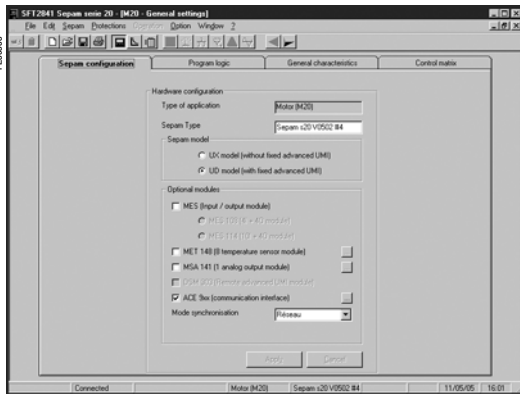 SFT2841 Sepam serie 20 - [M20 - General settings]
File Edit Sepam Protections Option Window ?
Sepam configuration Program logic General characteristics Control matrix
Hardware configuration
Type of application Motor (M20)
Sepam Type Sepam s20 V0502 #4
Sepam model
UX model (without fixed advanced UMI)
UD model (with fixed advanced UMI)
Optional modules
MES (Input / output module)
MES 108 (4I + 4O module)
MES 114 (10I + 4O module)
MET 148 (8 temperature sensor module)
MSA 141 (1 analog output module)
DSM 303 (Remote advanced UMI module)
ACE 9xx (communication interface)
Mode synchronisation Réseau
Apply Cancel
Connected Motor (M20) Sepam s20 V0502 #4 11/05/05 16:01